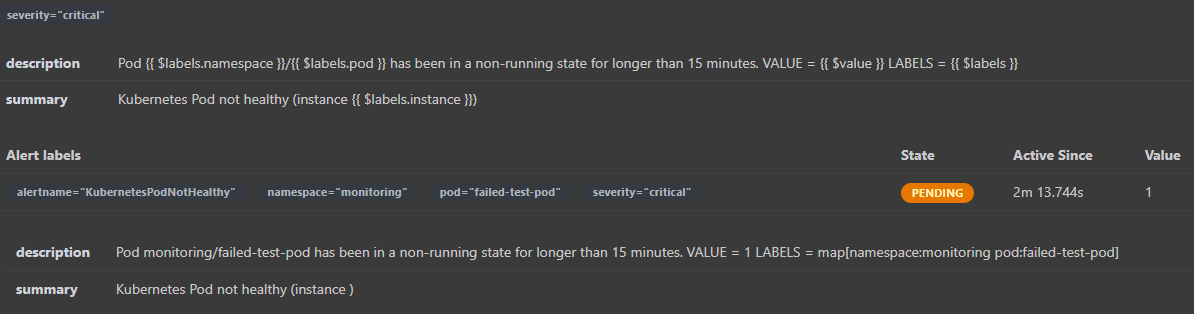 severity="critical"
description Pod {{ $labels.namespace }}/{{ $labels.pod }} has been in a non-running state for longer than 15 minutes. VALUE = {{ $value }} LABELS = {{ $labels }}
summary Kubernetes Pod not healthy (instance {{ $labels.instance }})
Alert labels State Active Since Value
alertname="KubernetesPodNotHealthy" namespace="monitoring" pod="failed-test-pod" severity="critical" PENDING 2m 13.744s 1
description Pod monitoring/failed-test-pod has been in a non-running state for longer than 15 minutes. VALUE = 1 LABELS = map[namespace:monitoring pod:failed-test-pod]
summary Kubernetes Pod not healthy (instance )